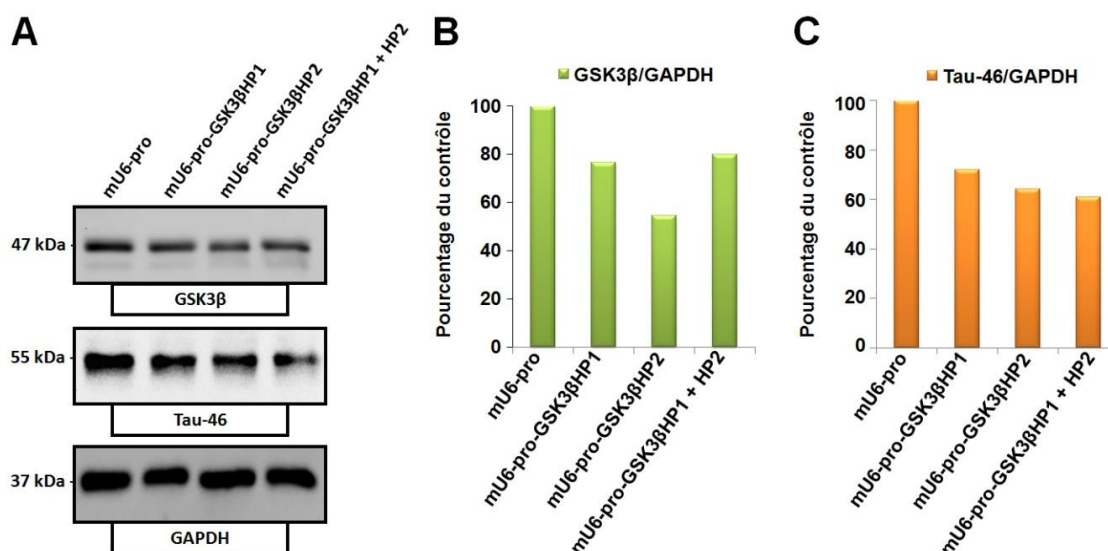 A
mU6-pro
mU6-pro-GSK3βHP1
mU6-pro-GSK3βHP2
mU6-pro-GSK3βHP1 + HP2
47 kDa
GSK3β
55 kDa
Tau-46
37 kDa
GAPDH
B
GSK3β/GAPDH
Pourcentage du contrôle
100
80
60
40
20
0
mU6-pro
mU6-pro-GSK3βHP1
mU6-pro-GSK3βHP2
mU6-pro-GSK3βHP1 + HP2
C
Tau-46/GAPDH
Pourcentage du contrôle
100
80
60
40
20
0
mU6-pro
mU6-pro-GSK3βHP1
mU6-pro-GSK3βHP2
mU6-pro-GSK3βHP1 + HP2